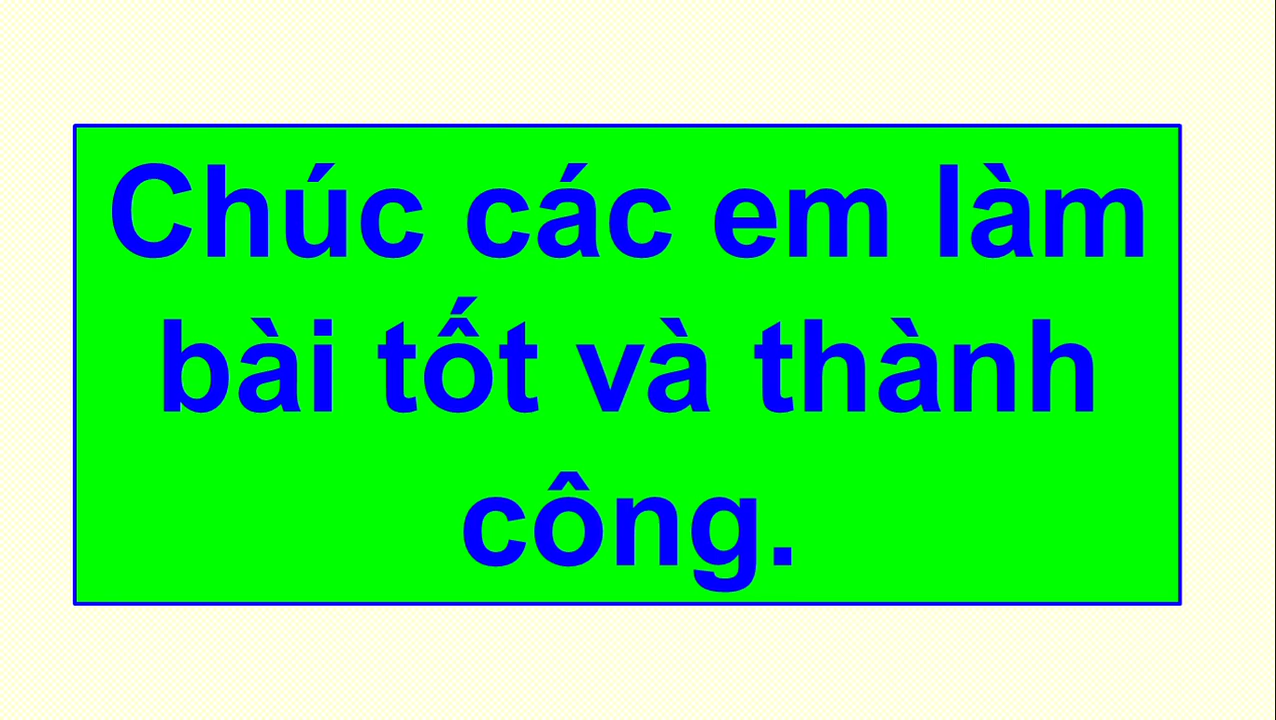 Chúc các em làm
bài tốt và thành
công.